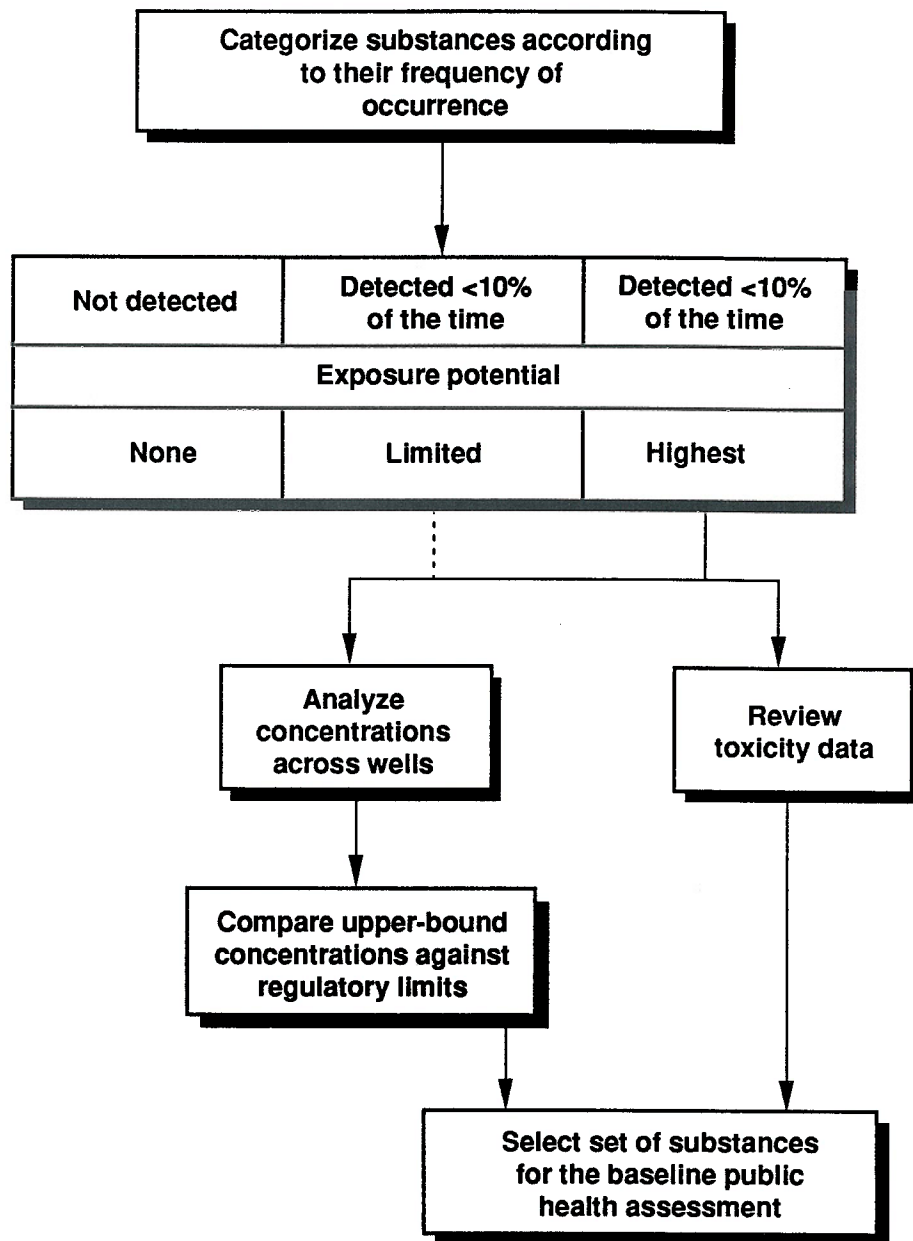 Categorize substances according
to their frequency of
occurrence
Not detected
Detected <10%
of the time
Detected <10%
of the time
Exposure potential
None
Limited
Highest
Analyze
concentrations
across wells
Review
toxicity data
Compare upper-bound
concentrations against
regulatory limits
Select set of substances
for the baseline public
health assessment